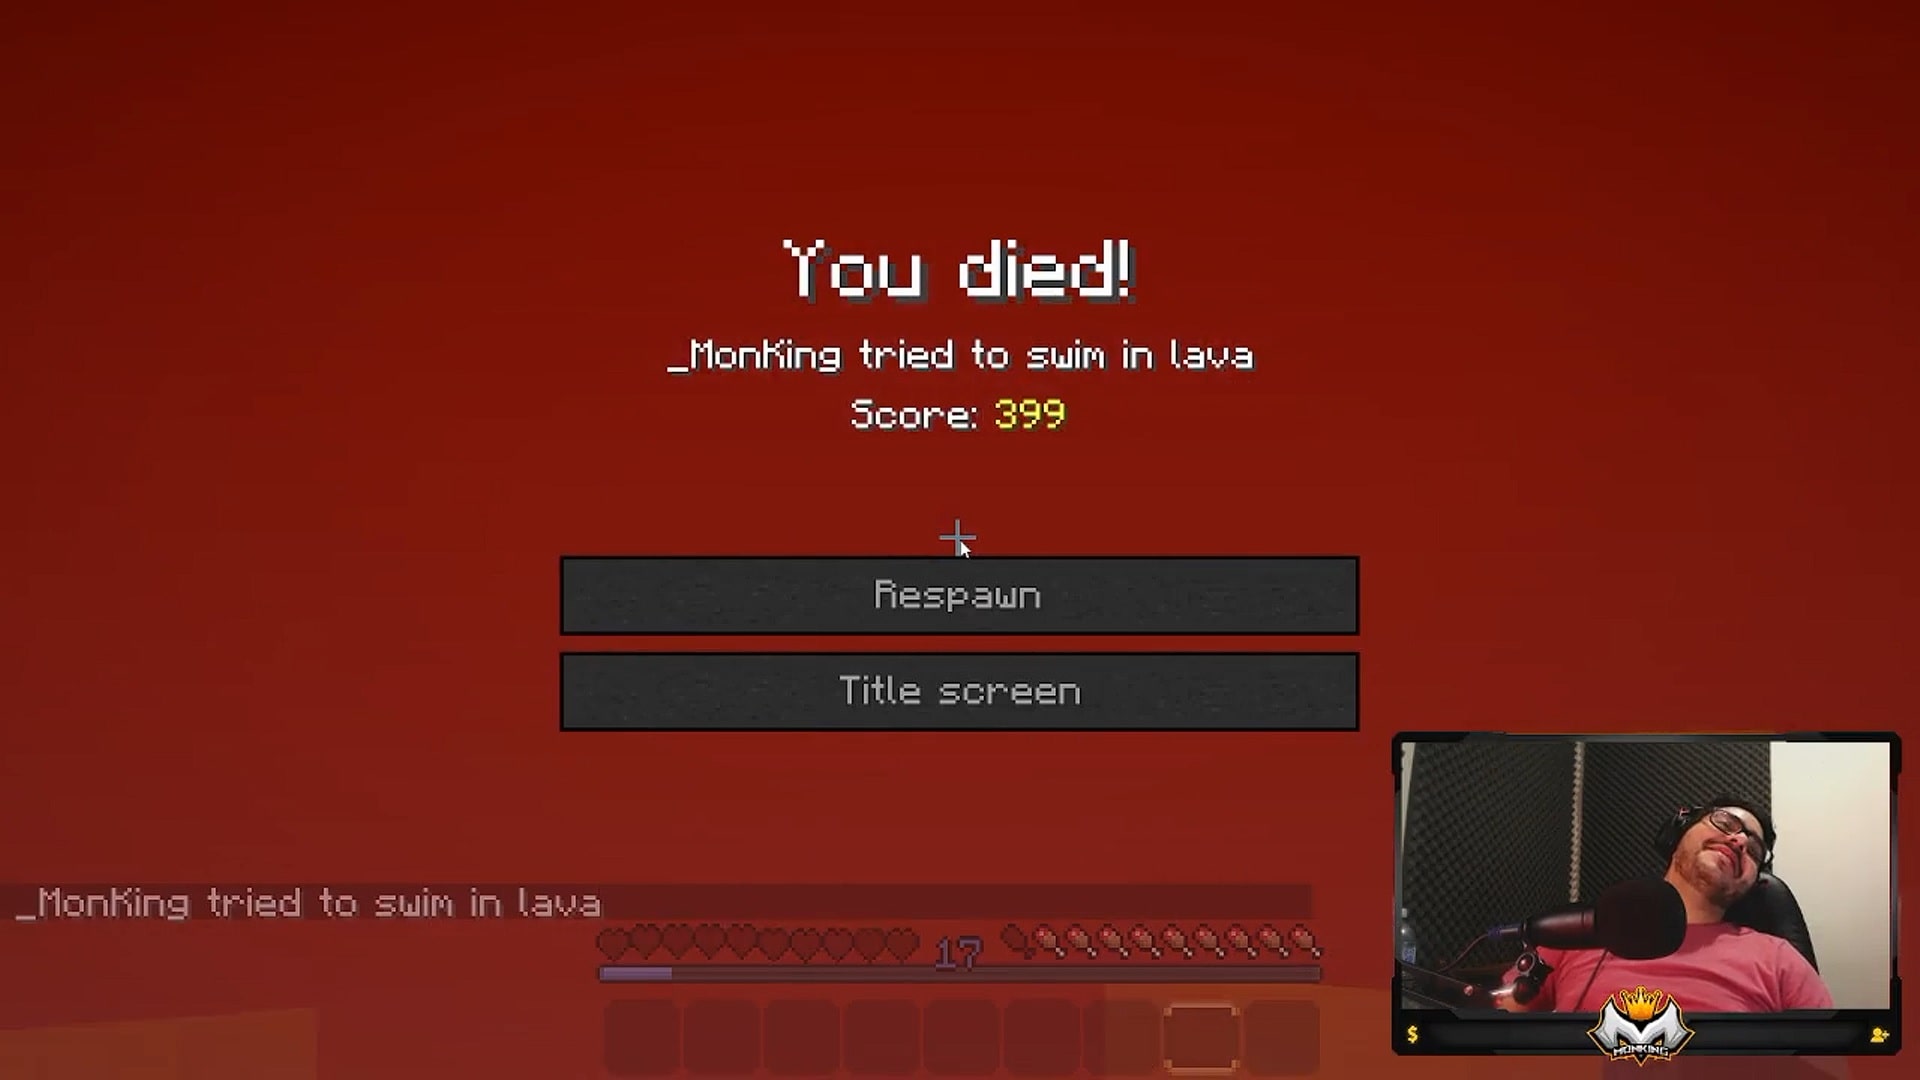 You died!
_MonKing tried to swim in lava
Score: 399
Respawn
Title screen
_MonKing tried to swim in lava
17
$
MONKING